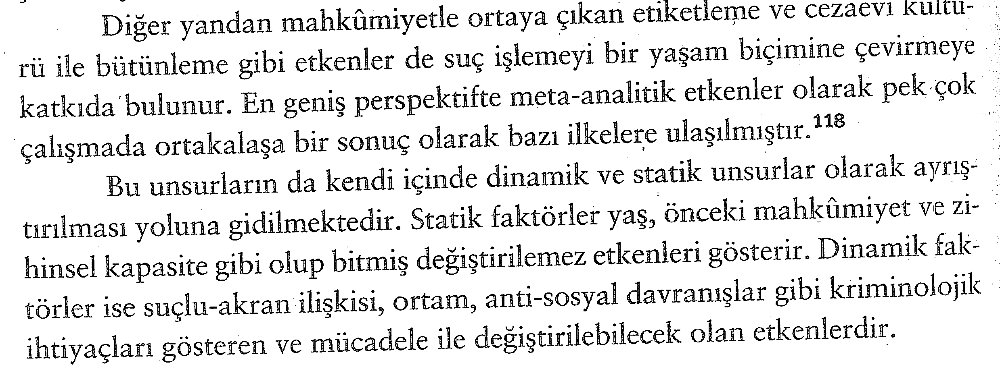 Diğer yandan mahkûmiyetle ortaya çıkan etiketleme ve cezaevi kültü-
rü ile bütünleme gibi etkenler de suç işlemeyi bir yaşam biçimine çevirmeye
katkıda bulunur. En geniş perspektifte meta-analitik etkenler olarak pek çok
çalışmada ortakalaşa bir sonuç olarak bazı ilkelere ulaşılmıştır.118
Bu unsurların da kendi içinde dinamik ve statik unsurlar olarak ayrış-
tırılması yoluna gidilmektedir. Statik faktörler yaş, önceki mahkûmiyet ve zi-
hinsel kapasite gibi olup bitmiş değiştirilemez etkenleri gösterir. Dinamik fak-
törler ise suçlu-akran ilişkisi, ortam, anti-sosyal davranışlar gibi kriminolojik
ihtiyaçları gösteren ve mücadele ile değiştirilebilecek olan etkenlerdir.